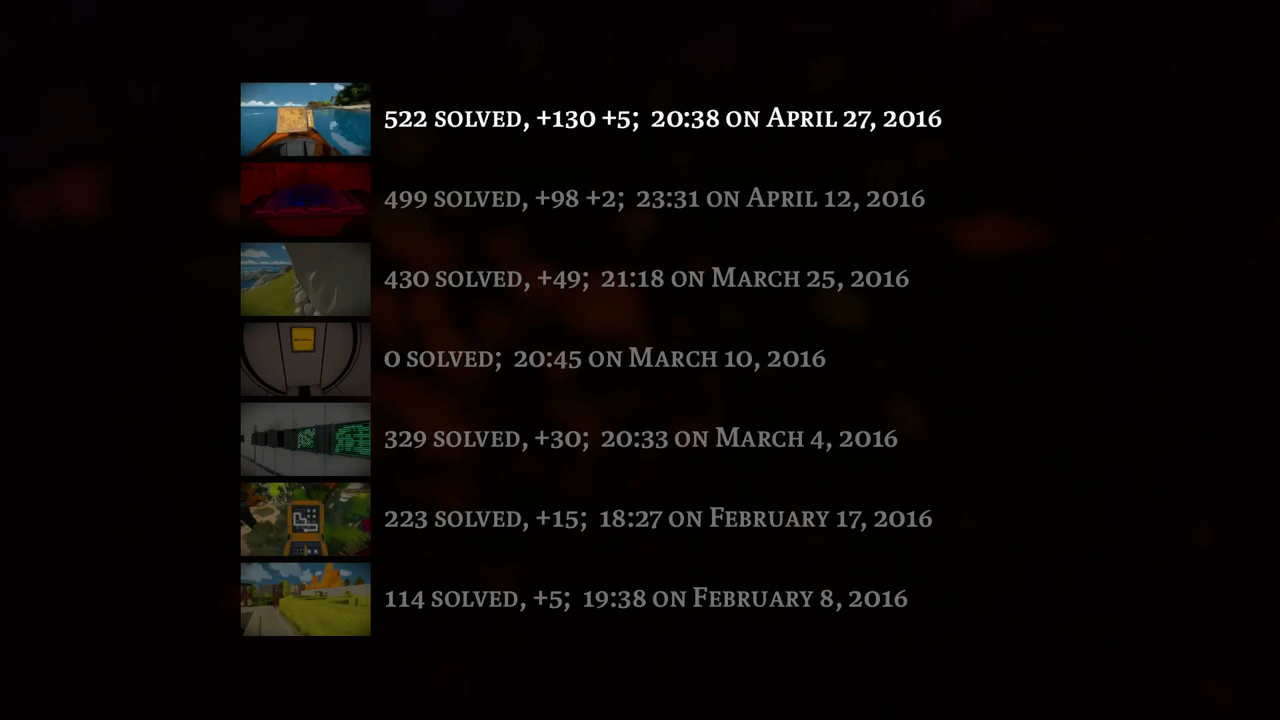 522 solved, +130 +5; 20:38 on April 27, 2016
499 solved, +98 +2; 23:31 on April 12, 2016
430 solved, +49; 21:18 on March 25, 2016
0 solved; 20:45 on March 10, 2016
329 solved, +30; 20:33 on March 4, 2016
223 solved, +15; 18:27 on February 17, 2016
114 solved, +5; 19:38 on February 8, 2016